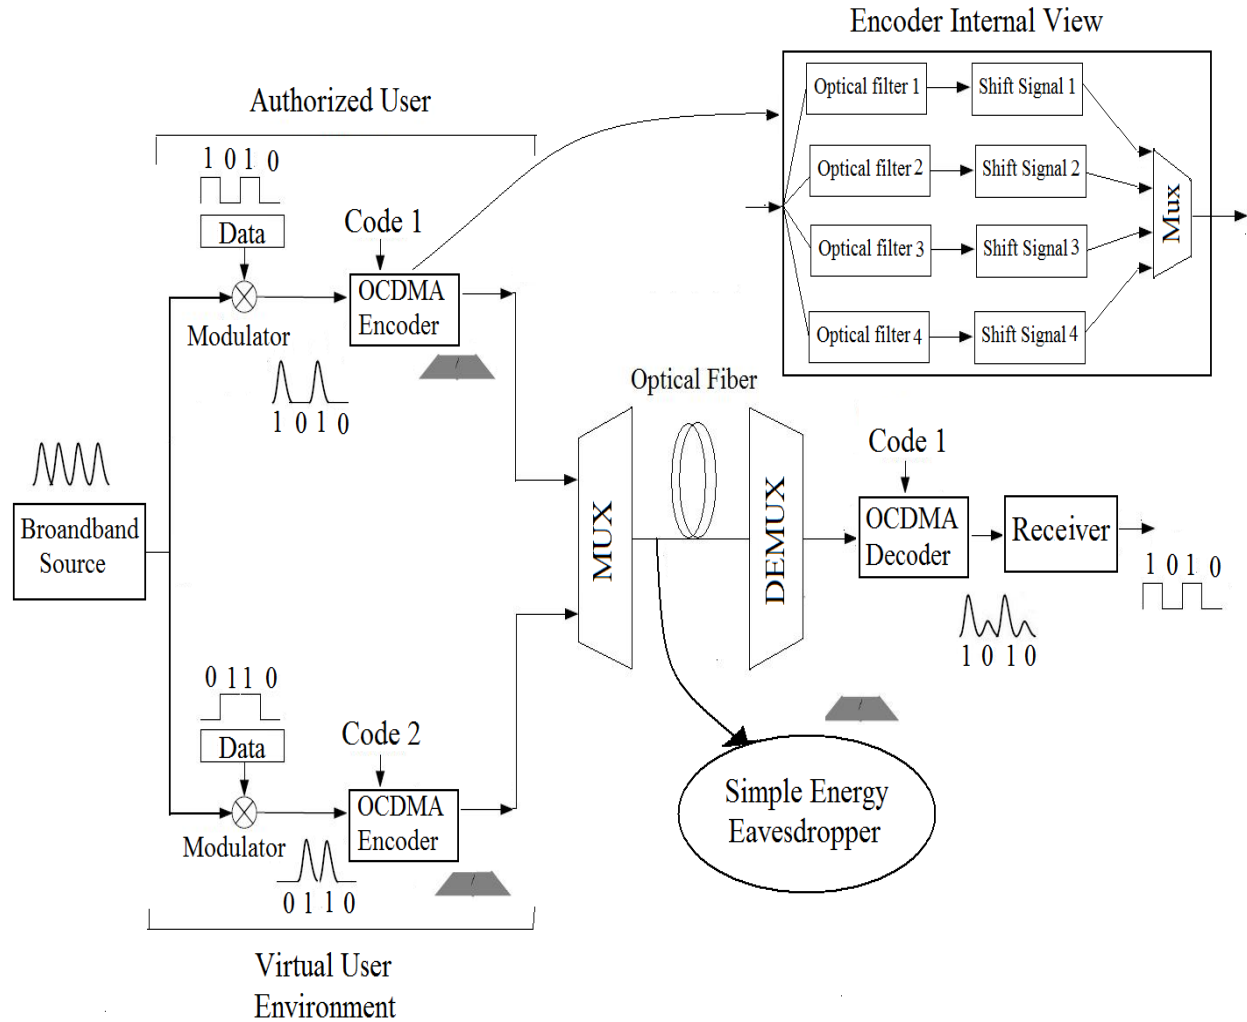 Encoder Internal View
Optical filter 1
Shift Signal 1
Optical filter 2
Shift Signal 2
Optical filter 3
Shift Signal 3
Optical filter 4
Shift Signal 4
Mux
Authorized User
1 0 1 0
Data
Code 1
OCDMA
Encoder
Modulator
1 0 1 0
Optical Fiber
Broandband
Source
MUX
DEMUX
Code 1
OCDMA
Decoder
Receiver
1 0 1 0
1 0 1 0
0 1 1 0
Data
Code 2
OCDMA
Encoder
Modulator
0 1 1 0
Simple Energy
Eavesdropper
Virtual User
Environment